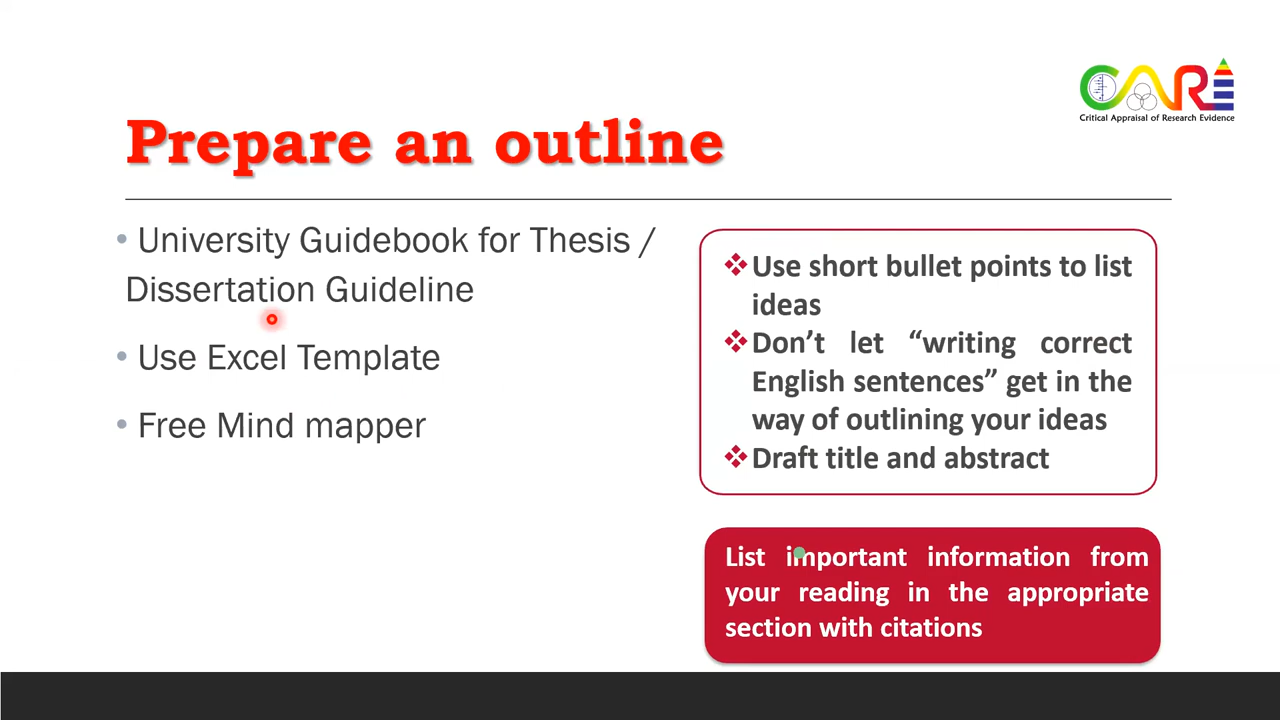 CARE
Critical Appraisal of Research Evidence
Prepare an outline
• University Guidebook for Thesis /
Dissertation Guideline
• Use Excel Template
• Free Mind mapper
❖ Use short bullet points to list
ideas
❖ Don’t let “writing correct
English sentences” get in the
way of outlining your ideas
❖ Draft title and abstract
List important information from
your reading in the appropriate
section with citations